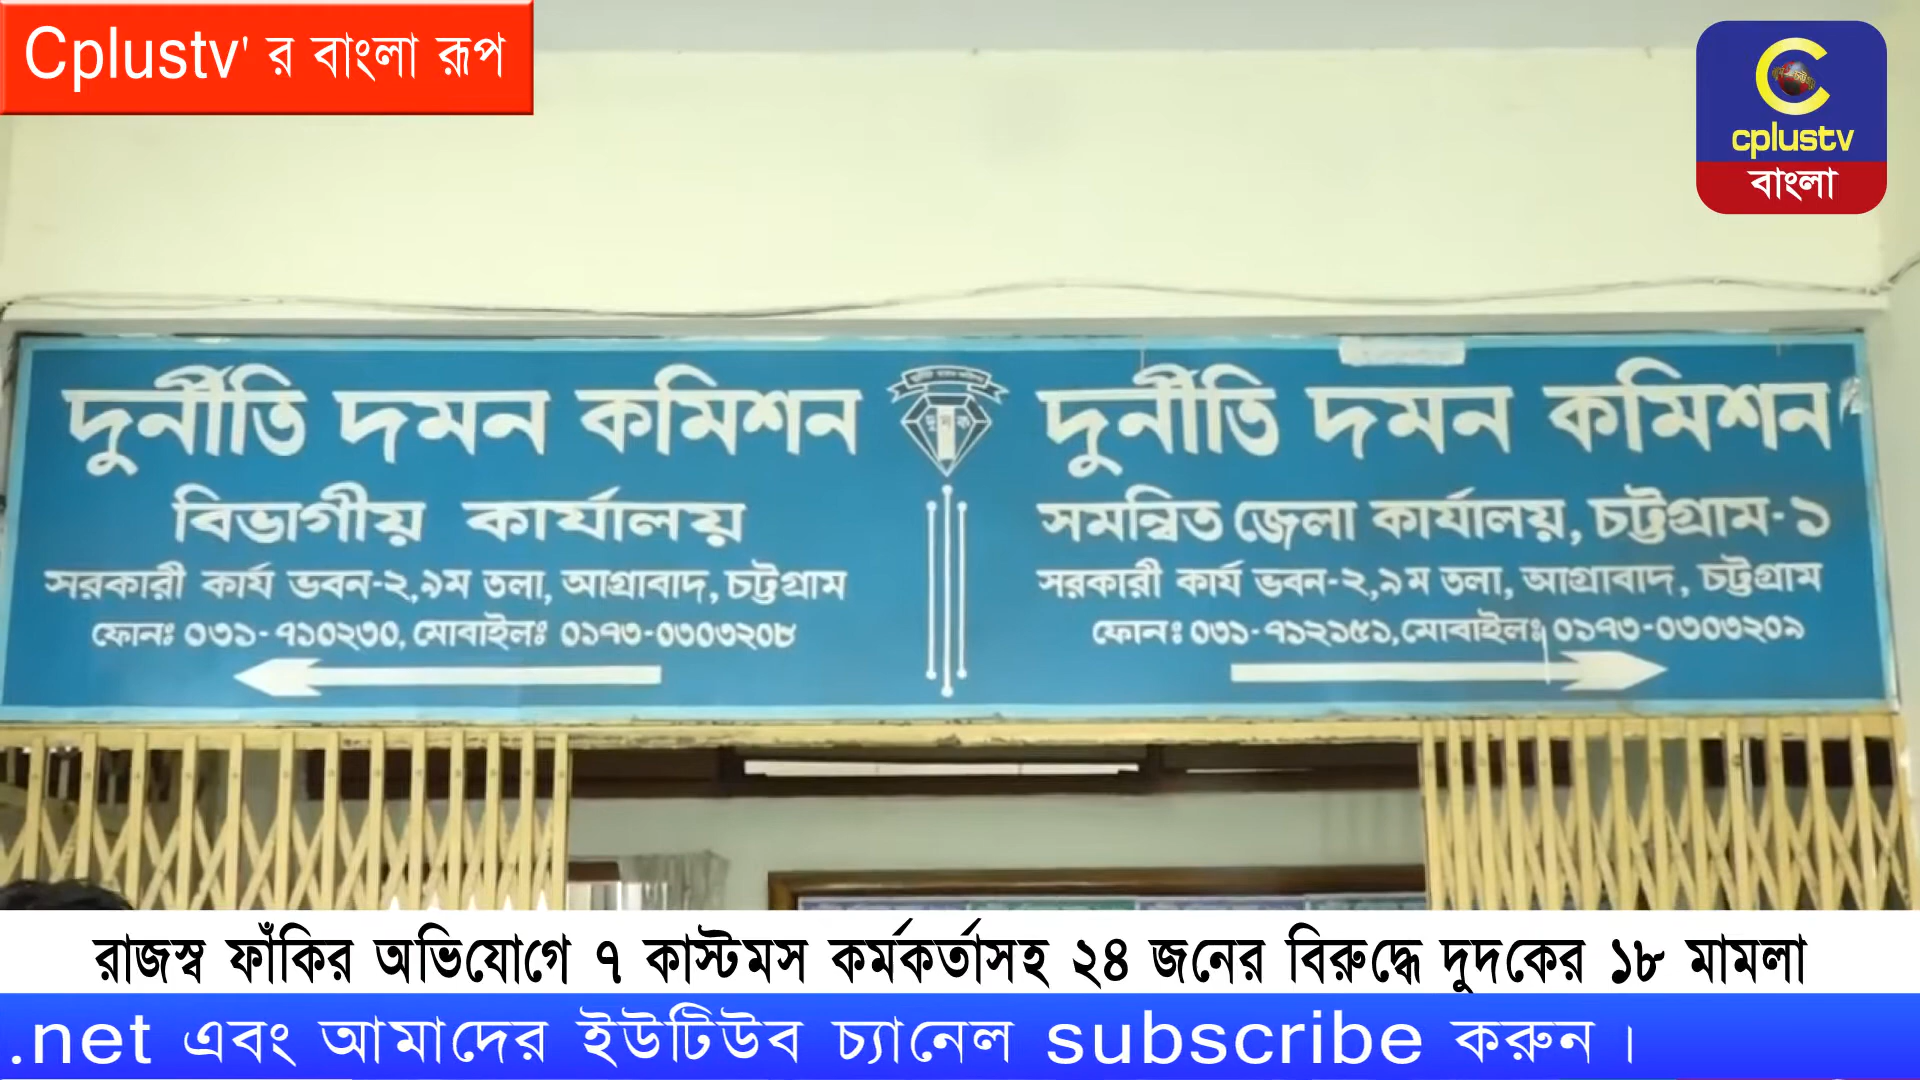 Cplustv' র বাংলা রূপ
cplustv
বাংলা
দুর্নীতি দমন কমিশন
বিভাগীয় কার্যালয়
সরকারী কার্য ভবন-২,৯ম তলা, আগ্রাবাদ, চট্টগ্রাম
ফোনঃ ০৩১-৭১০২৩০, মোবাইলঃ ০১৭৩-০৩০৩২০৮
দুর্নীতি দমন কমিশন
সমন্বিত জেলা কার্যালয়, চট্টগ্রাম-১
সরকারী কার্য ভবন-২,৯ম তলা, আগ্রাবাদ, চট্টগ্রাম
ফোনঃ ০৩১-৭১২১৫১, মোবাইলঃ ০১৭৩-০৩০৩২০৯
রাজস্ব ফাঁকির অভিযোগে ৭ কাস্টমস কর্মকর্তাসহ ২৪ জনের বিরুদ্ধে দুদকের ১৮ মামলা
.net এবং আমাদের ইউটিউব চ্যানেল subscribe করুন ।